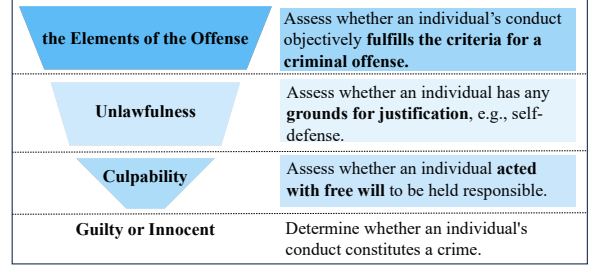 the Elements of the Offense
Assess whether an individual’s conduct
objectively fulfills the criteria for a
criminal offense.
Unlawfulness
Assess whether an individual has any
grounds for justification, e.g., self-
defense.
Culpability
Assess whether an individual acted
with free will to be held responsible.
Guilty or Innocent
Determine whether an individual's
conduct constitutes a crime.